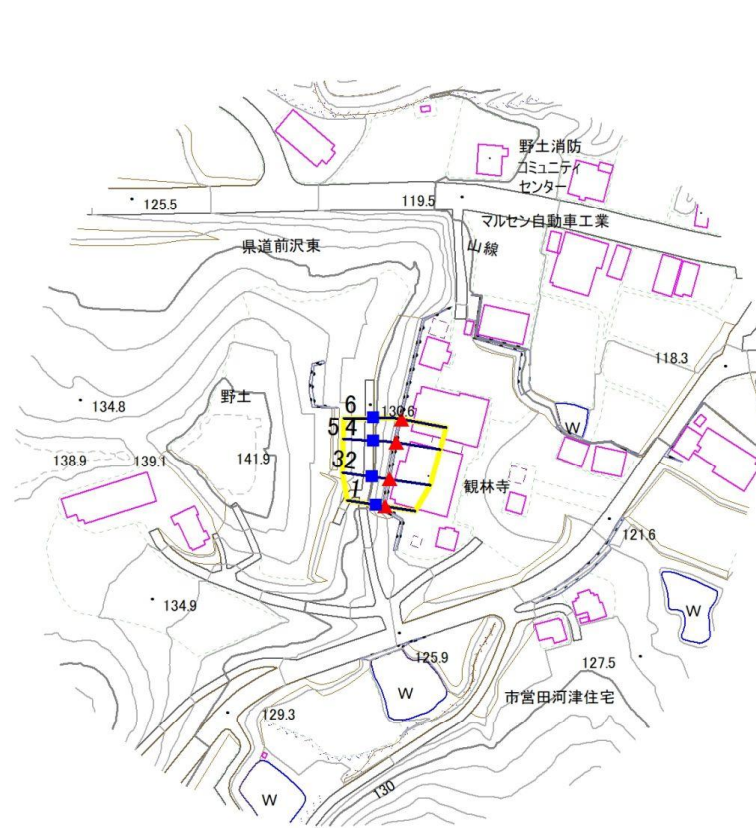 野土消防
コミュニティ
センター
125.5
119.5
マルセン自動車工業
県道前沢東
山線
118.3
134.8
野土
6
130.6
5 4
W
138.9
139.1
141.9
3 2
観林寺
1
121.6
134.9
W
125.9
127.5
W
市営田河津住宅
129.3
130
W